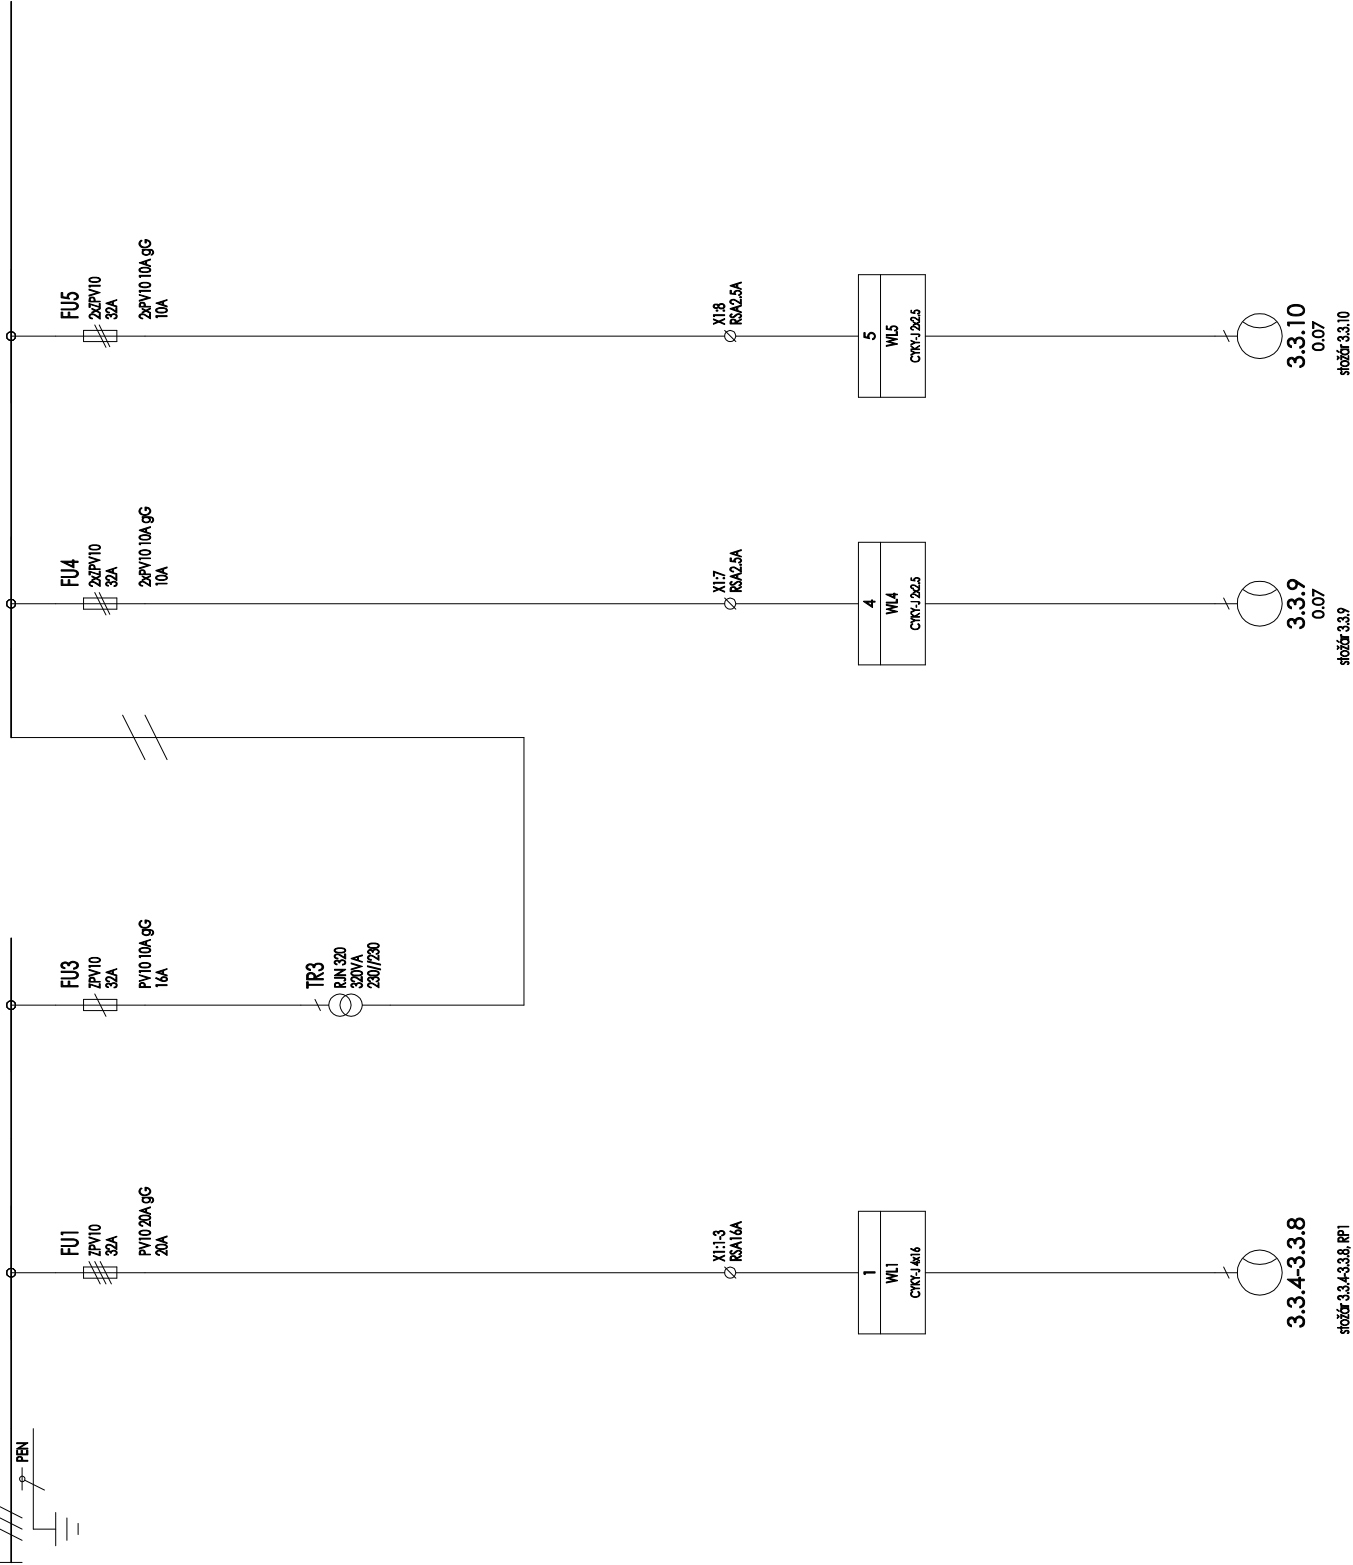 PEN
FU1
ZPV10
32A
PV10 20A gG
20A
X1:1-3
RSA16A
1
WL1
CYKY-J 4x16
3.3.4-3.3.8
stožár 3.3.4-3.3.8, RP1
FU3
ZPV10
32A
PV10 10A gG
16A
TR3
RJN 320
320VA
230//230
FU4
2xZPV10
32A
2xPV10 10A gG
10A
X1:7
RSA2.5A
4
WL4
CYKY-J 2x2.5
3.3.9
0.07
stožár 3.3.9
FU5
2xZPV10
32A
2xPV10 10A gG
10A
X1:8
RSA2.5A
5
WL5
CYKY-J 2x2.5
3.3.10
0.07
stožár 3.3.10